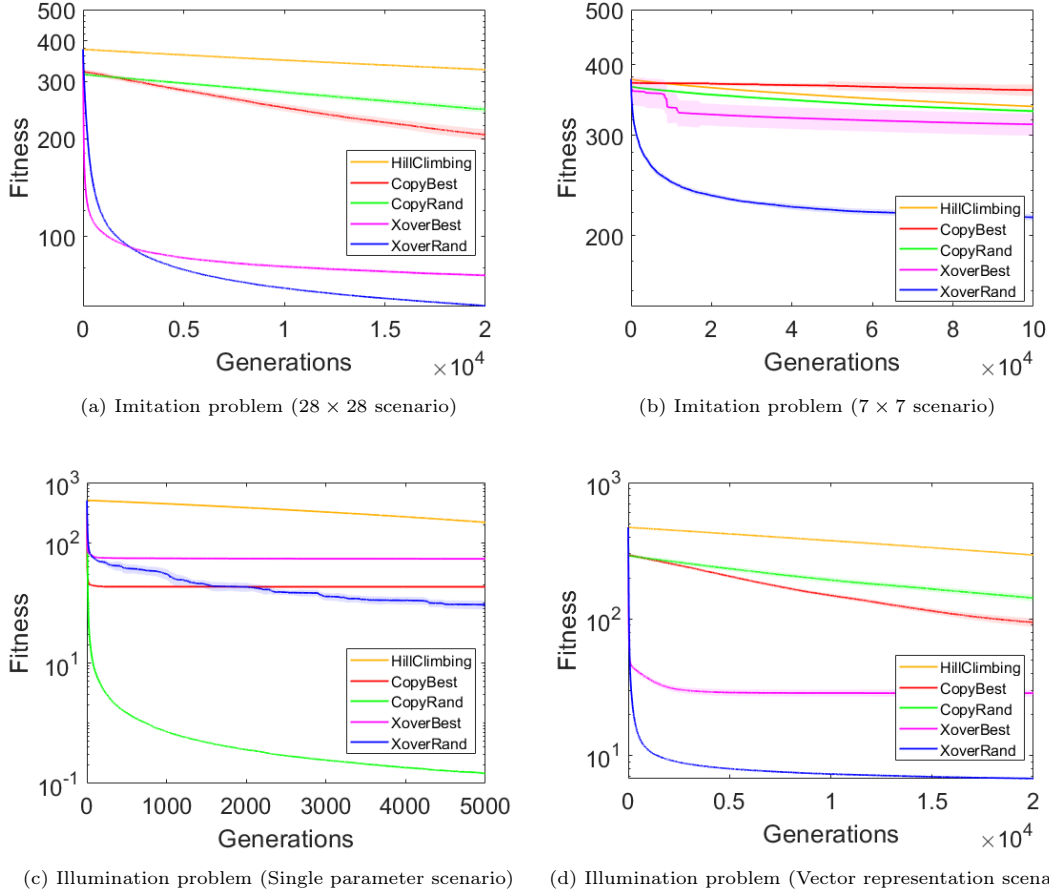 500
400
300
200
100
Fitness
0
0.5
1
1.5
2
Generations
×10^4
HillClimbing
CopyBest
CopyRand
XoverBest
XoverRand
(a) Imitation problem (28 × 28 scenario)
500
400
300
200
Fitness
0
2
4
6
8
10
Generations
×10^4
HillClimbing
CopyBest
CopyRand
XoverBest
XoverRand
(b) Imitation problem (7 × 7 scenario)
10^3
10^2
10^1
10^-1
Fitness
0
1000
2000
3000
4000
5000
Generations
HillClimbing
CopyBest
CopyRand
XoverBest
XoverRand
(c) Illumination problem (Single parameter scenario)
10^3
10^2
10^1
Fitness
0
0.5
1
1.5
2
Generations
×10^4
HillClimbing
CopyBest
CopyRand
XoverBest
XoverRand
(d) Illumination problem (Vector representation scena